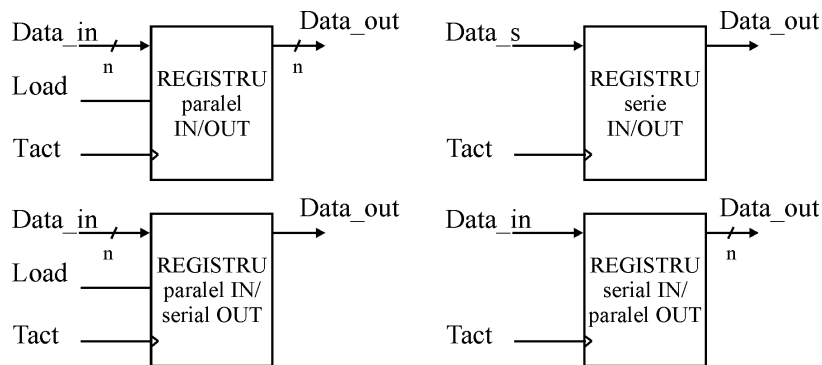 Data_in
n
Load
Tact
REGISTRU
paralel
IN/OUT
Data_out
n
Data_s
Tact
REGISTRU
serie
IN/OUT
Data_out
Data_in
n
Load
Tact
REGISTRU
paralel IN/
serial OUT
Data_out
Data_in
Tact
REGISTRU
serial IN/
paralel OUT
Data_out
n